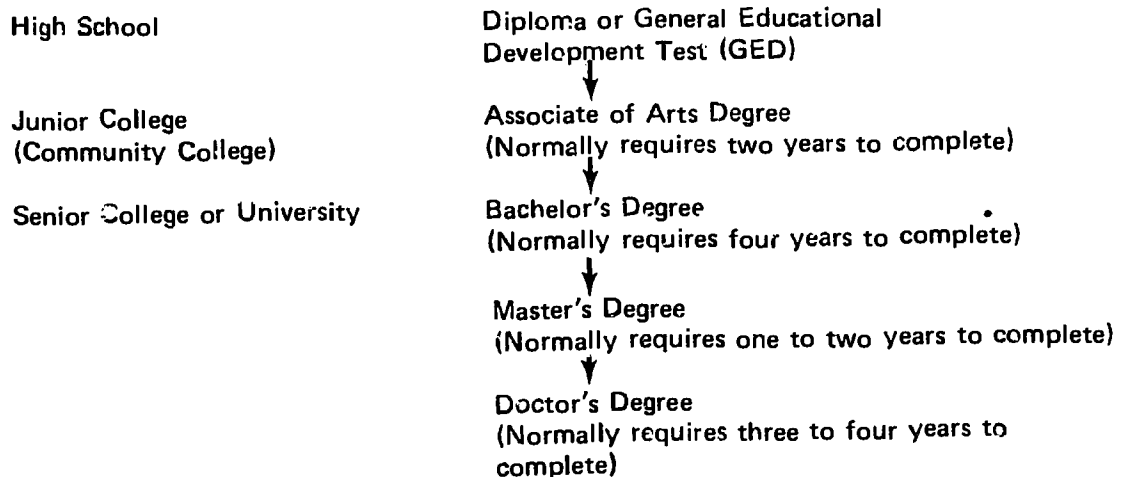 High School
Diploma or General Educational
Development Test (GED)
Junior College
(Community College)
Associate of Arts Degree
(Normally requires two years to complete)
Senior College or University
Bachelor's Degree
(Normally requires four years to complete)
Master's Degree
(Normally requires one to two years to complete)
Doctor's Degree
(Normally requires three to four years to
complete)